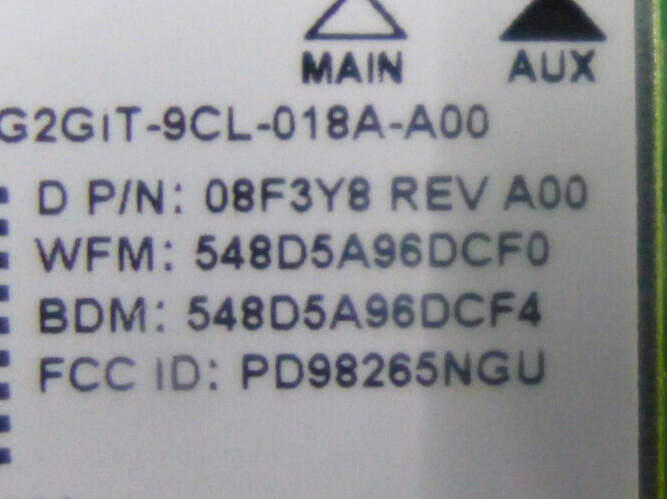 MAIN AUX
G2GiT-9CL-018A-A00
D P/N: 08F3Y8 REV A00
WFM: 548D5A96DCF0
BDM: 548D5A96DCF4
FCC ID: PD98265NGU